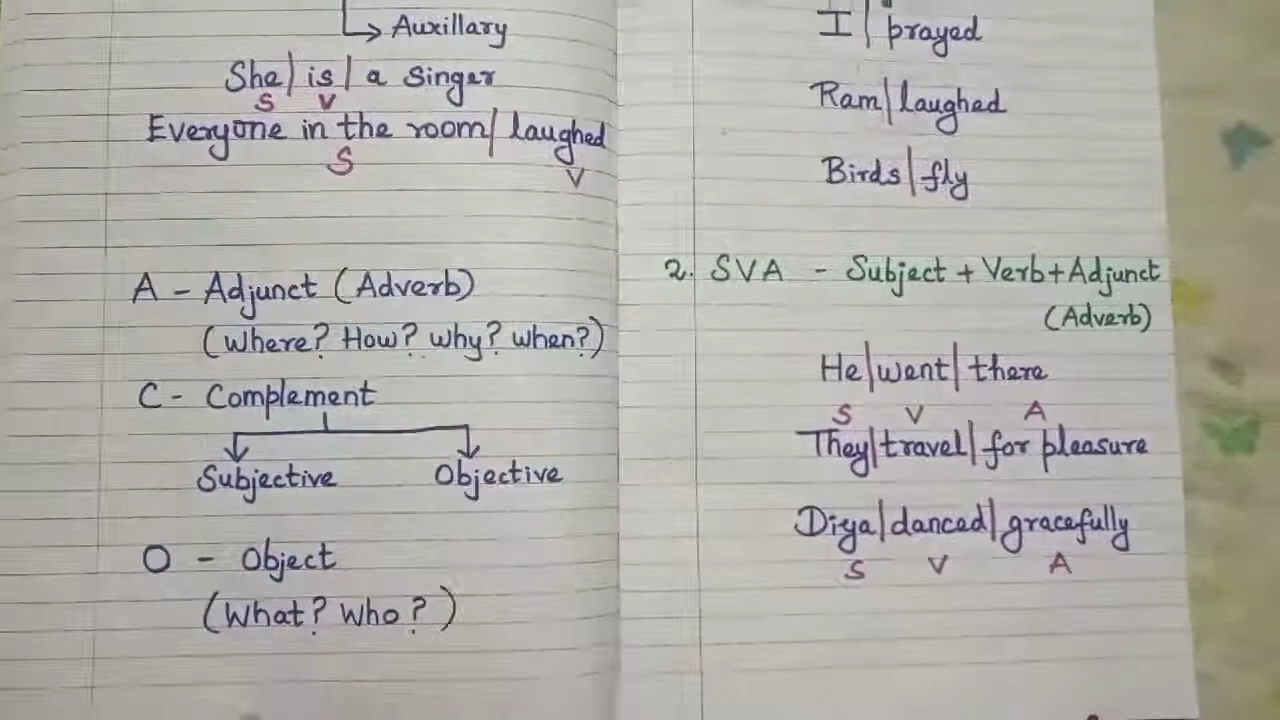 Auxillary
She| is| a singer
S V
Everyone in the room| laughed
S
V
A - Adjunct (Adverb)
(Where? How? why? when?)
C - Complement
Subjective Objective
O - Object
(What? Who?)
I| prayed
Ram| laughed
Birds| fly
2. SVA - Subject + Verb+Adjunct
(Adverb)
He|went| there
S V A
They|travel| for pleasure
Diya|danced| gracefully
S V A